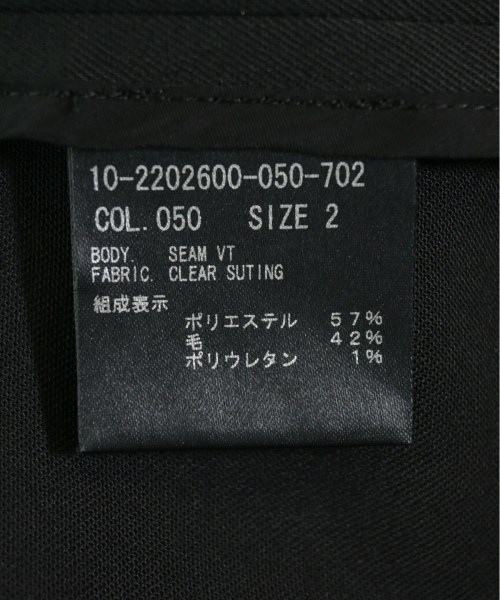 10-2202600-050-702
COL.050 SIZE 2
BODY. SEAM VT
FABRIC. CLEAR SUTING
組成表示
ポリエステル 57%
毛 42%
ポリウレタン 1%